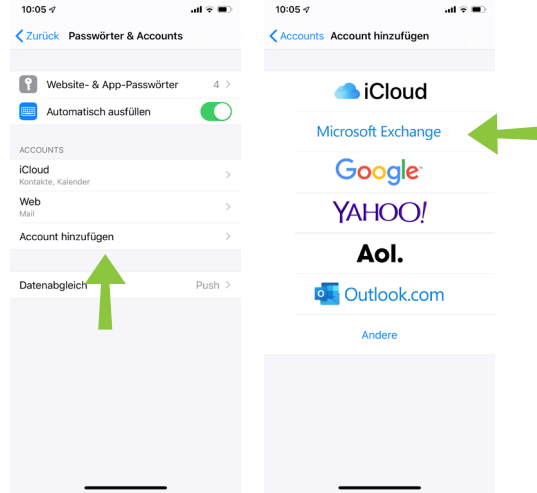 10:05
Zurück Passwörter & Accounts
Website- & App-Passwörter 4
Automatisch ausfüllen
ACCOUNTS
iCloud
Kontakte, Kalender
Web
Mail
Account hinzufügen
Datenabgleich Push
10:05
Accounts Account hinzufügen
iCloud
Microsoft Exchange
Google
YAHOO!
Aol.
Outlook.com
Andere